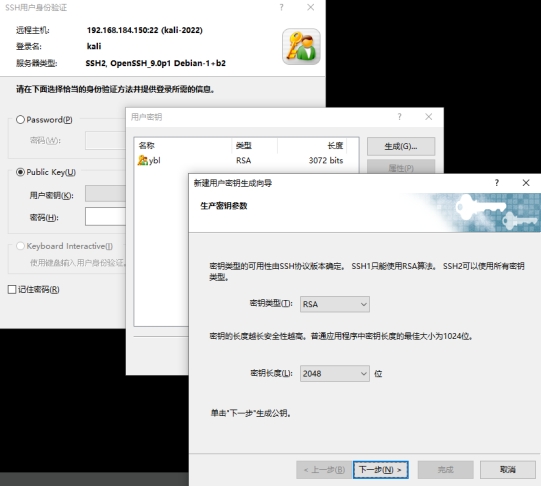 SSH用户身份验证
?
远程主机: 192.168.184.150:22 (kali-2022)
登录名: kali
服务器类型: SSH2, OpenSSH_9.0p1 Debian-1+b2
请在下面选择恰当的身份验证方法并提供登录所需的信息。
Password(P)
密码(W):
Public Key(U)
用户密钥(K):
密码(H):
Keyboard Interactive(I)
使用键盘输入用户身份验证。
记住密码(R)
用户密钥
?
名称 类型 长度
ybl RSA 3072 bits
生成(G)...
属性(P)
新建用户密钥生成向导
?
生产密钥参数
密钥类型的可用性由SSH协议版本确定。 SSH1只能使用RSA算法。 SSH2可以使用所有密钥
类型。
密钥类型(T): RSA
密钥的长度越长安全性越高。普通应用程序中密钥长度的最佳大小为1024位。
密钥长度(L): 2048 位
单击"下一步"生成公钥。
< 上一步(B) 下一步(N) > 完成 取消